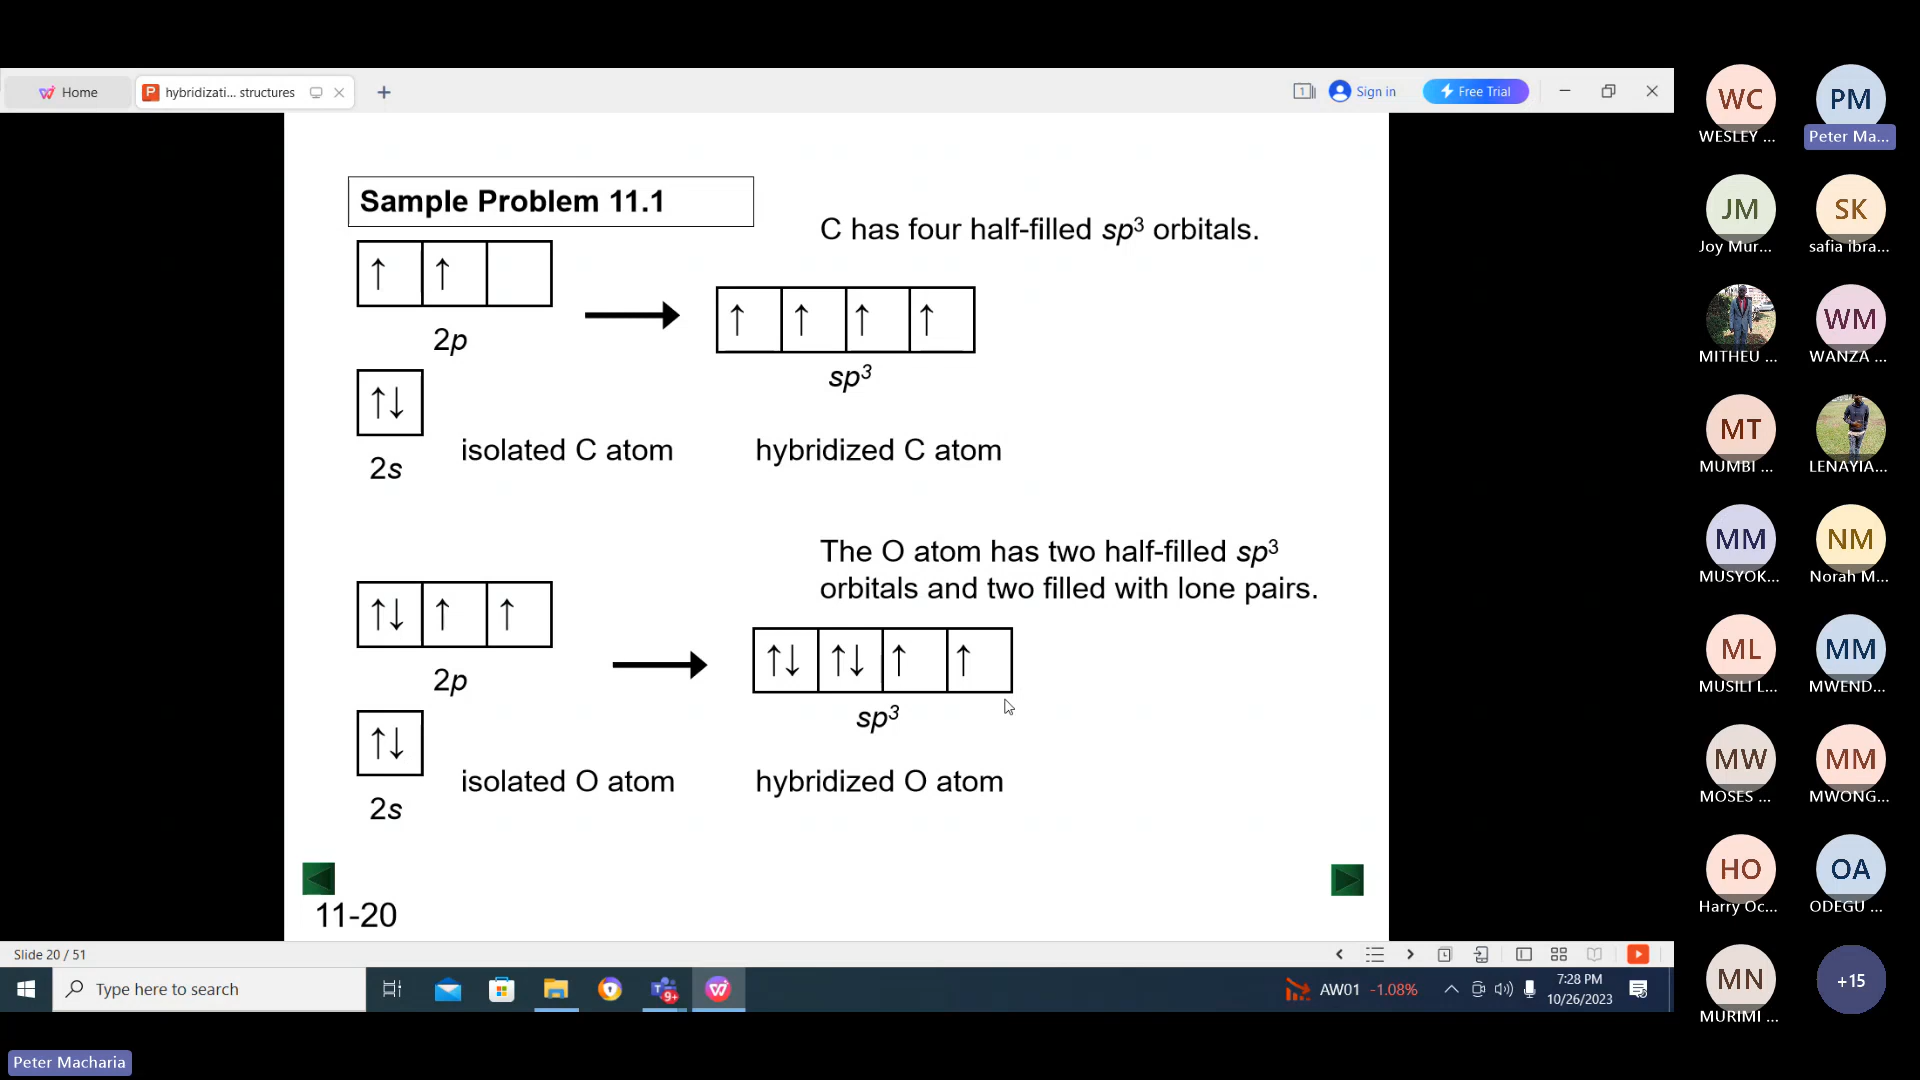 Home
hybridizati... structures
Sign in
Free Trial
Sample Problem 11.1
C has four half-filled sp³ orbitals.
↑ ↑
2p
↑ ↑ ↑ ↑
sp³
↑↓
2s
isolated C atom
hybridized C atom
The O atom has two half-filled sp³
orbitals and two filled with lone pairs.
↑↓ ↑ ↑
2p
↑↓ ↑↓ ↑ ↑
sp³
↑↓
2s
isolated O atom
hybridized O atom
11-20
Slide 20 / 51
Type here to search
9+
AW01 -1.08%
7:28 PM
10/26/2023
Peter Macharia
WC
WESLEY ...
PM
Peter Ma...
JM
Joy Mur...
SK
safia ibra...
MITHEU ...
WM
WANZA ...
MT
MUMBI ...
LENAYIA...
MM
MUSYOK...
NM
Norah M...
ML
MUSILI L...
MM
MWEND...
MW
MOSES ...
MM
MWONG...
HO
Harry Oc...
OA
ODEGU ...
MN
MURIMI ...
+15